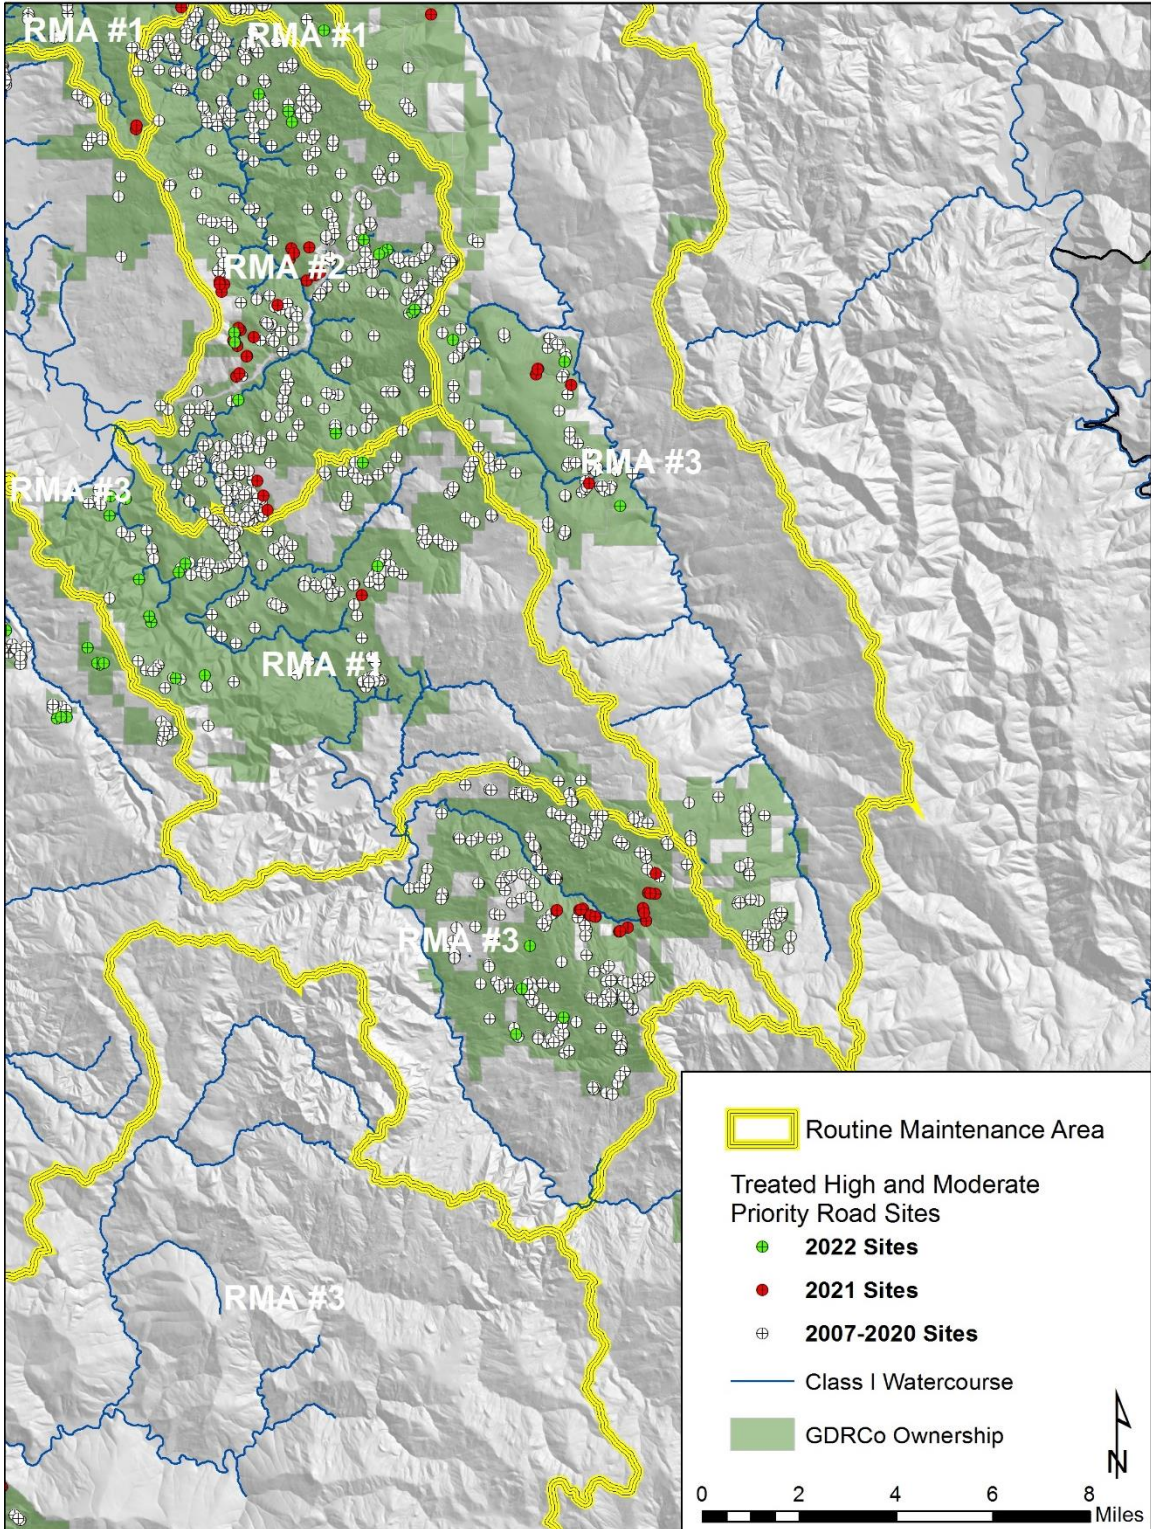 RMA #1
RMA #1
RMA #2
RMA #3
RMA #3
RMA #1
RMA #3
RMA #3
Routine Maintenance Area
Treated High and Moderate
Priority Road Sites
2022 Sites
2021 Sites
2007-2020 Sites
Class I Watercourse
GDRCo Ownership
N
0 2 4 6 8
Miles